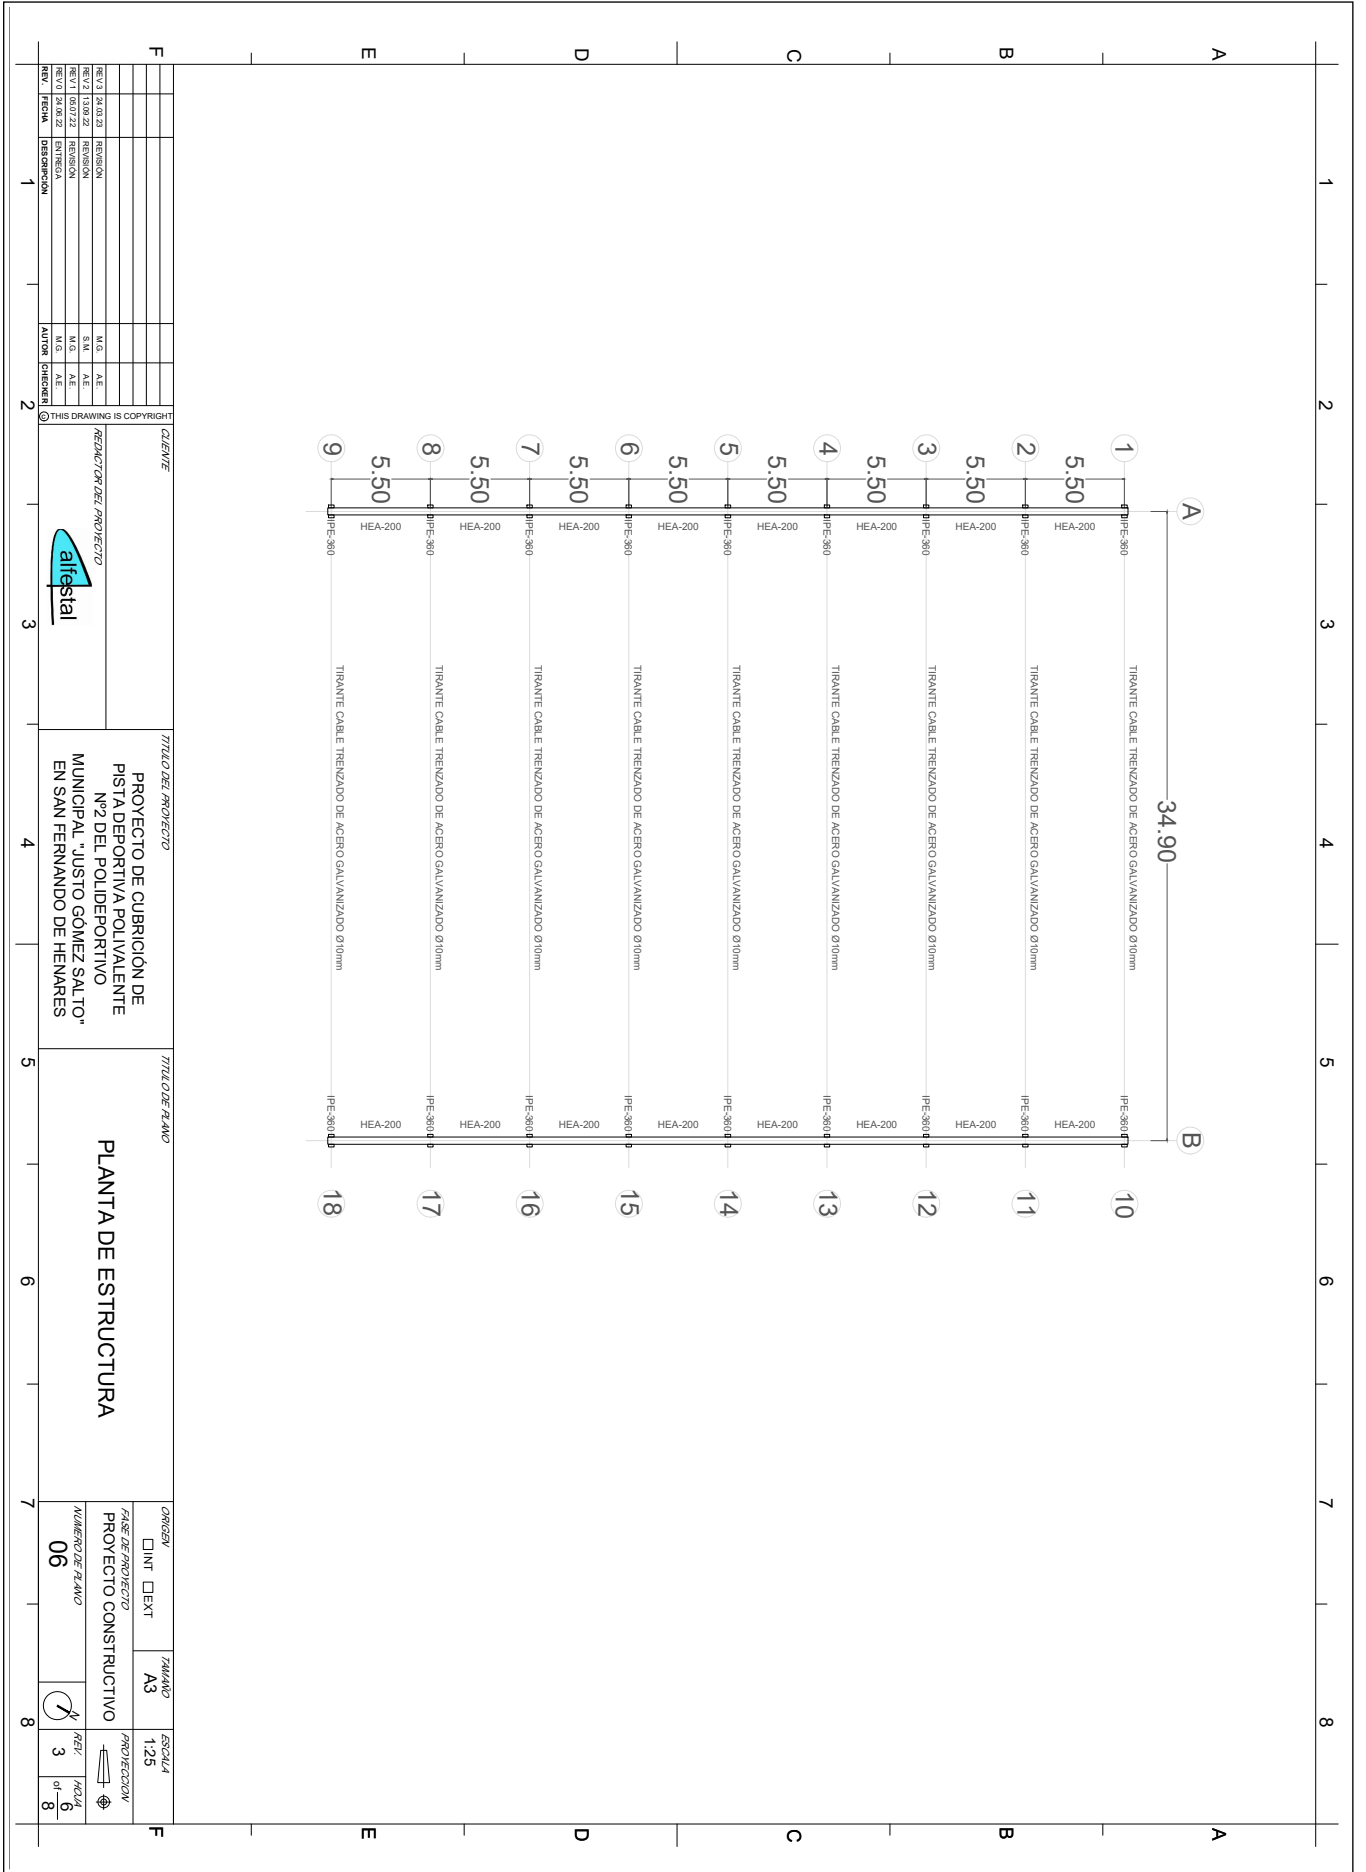 A B C D E F
1 2 3 4 5 6 7 8
34.90
A B
1 2 3 4 5 6 7 8 9
5.50 5.50 5.50 5.50 5.50 5.50 5.50 5.50
HEA-200 HEA-200 HEA-200 HEA-200 HEA-200 HEA-200 HEA-200 HEA-200
IPE-360 IPE-360 IPE-360 IPE-360 IPE-360 IPE-360 IPE-360 IPE-360 IPE-360
TIRANTE CABLE TRENZADO DE ACERO GALVANIZADO Ø10mm
TIRANTE CABLE TRENZADO DE ACERO GALVANIZADO Ø10mm
TIRANTE CABLE TRENZADO DE ACERO GALVANIZADO Ø10mm
TIRANTE CABLE TRENZADO DE ACERO GALVANIZADO Ø10mm
TIRANTE CABLE TRENZADO DE ACERO GALVANIZADO Ø10mm
TIRANTE CABLE TRENZADO DE ACERO GALVANIZADO Ø10mm
TIRANTE CABLE TRENZADO DE ACERO GALVANIZADO Ø10mm
TIRANTE CABLE TRENZADO DE ACERO GALVANIZADO Ø10mm
TIRANTE CABLE TRENZADO DE ACERO GALVANIZADO Ø10mm
IPE-360 IPE-360 IPE-360 IPE-360 IPE-360 IPE-360 IPE-360 IPE-360 IPE-360
HEA-200 HEA-200 HEA-200 HEA-200 HEA-200 HEA-200 HEA-200 HEA-200
10 11 12 13 14 15 16 17 18
REV 3 24.03.23 REVISIÓN M.G. A.E.
REV 2 13.09.22 REVISIÓN S.M. A.E.
REV 1 05.07.22 REVISIÓN M.G. A.E.
REV 0 24.06.22 ENTREGA M.G. A.E.
REV. FECHA DESCRIPCIÓN AUTOR CHECKER
© THIS DRAWING IS COPYRIGHT
CLIENTE
REDACTOR DEL PROYECTO
alfestal
TITULO DEL PROYECTO
PROYECTO DE CUBRICIÓN DE
PISTA DEPORTIVA POLIVALENTE
Nº2 DEL POLIDEPORTIVO
MUNICIPAL "JUSTO GÓMEZ SALTO"
EN SAN FERNANDO DE HENARES
TITULO DE PLANO
PLANTA DE ESTRUCTURA
ORIGEN
INT EXT
TAMAÑO
A3
ESCALA
1:25
FASE DE PROYECTO
PROYECTO CONSTRUCTIVO
PROYECCION
NUMERO DE PLANO
06
N
REV.
3
HOJA
6
of 8
1 2 3 4 5 6 7 8
A B C D E F